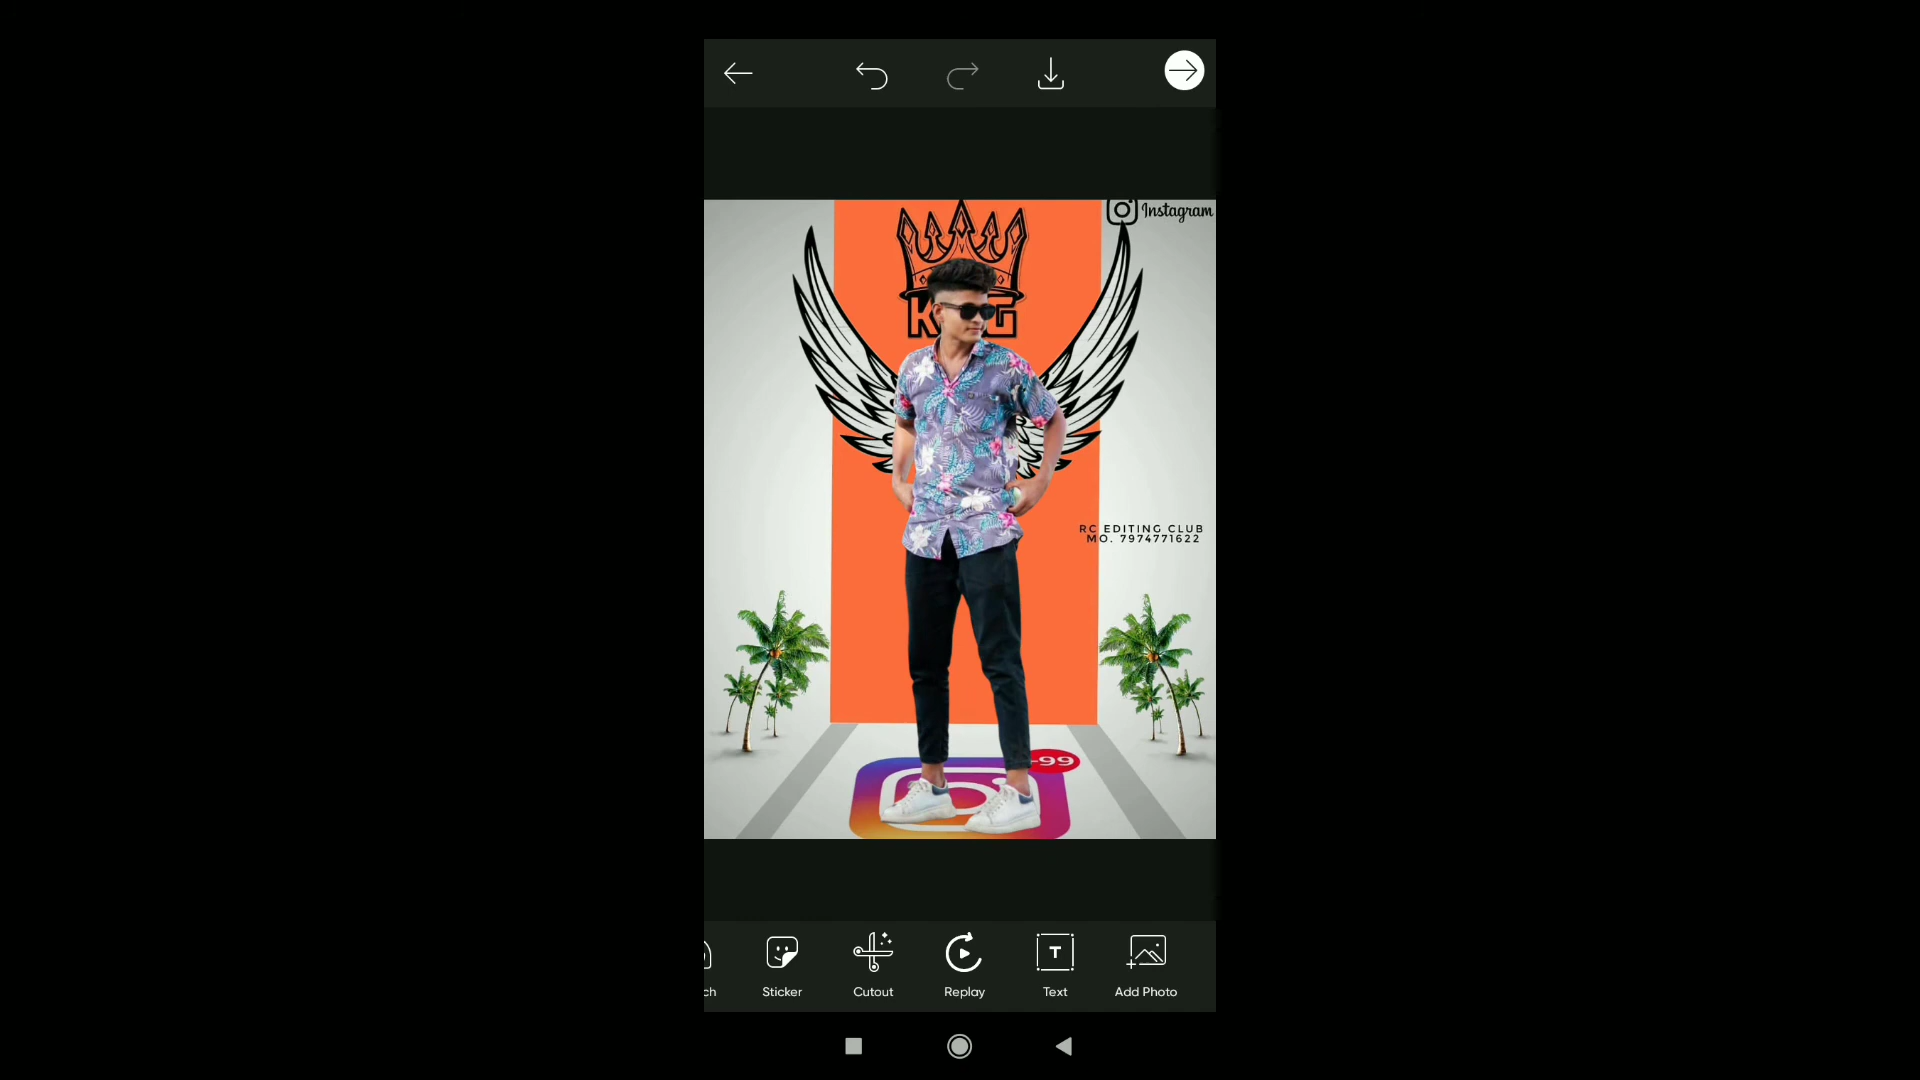 Instagram
K G
RC EDITING CLUB
MO. 7974771622
-99
ch
Sticker
Cutout
Replay
Text
Add Photo